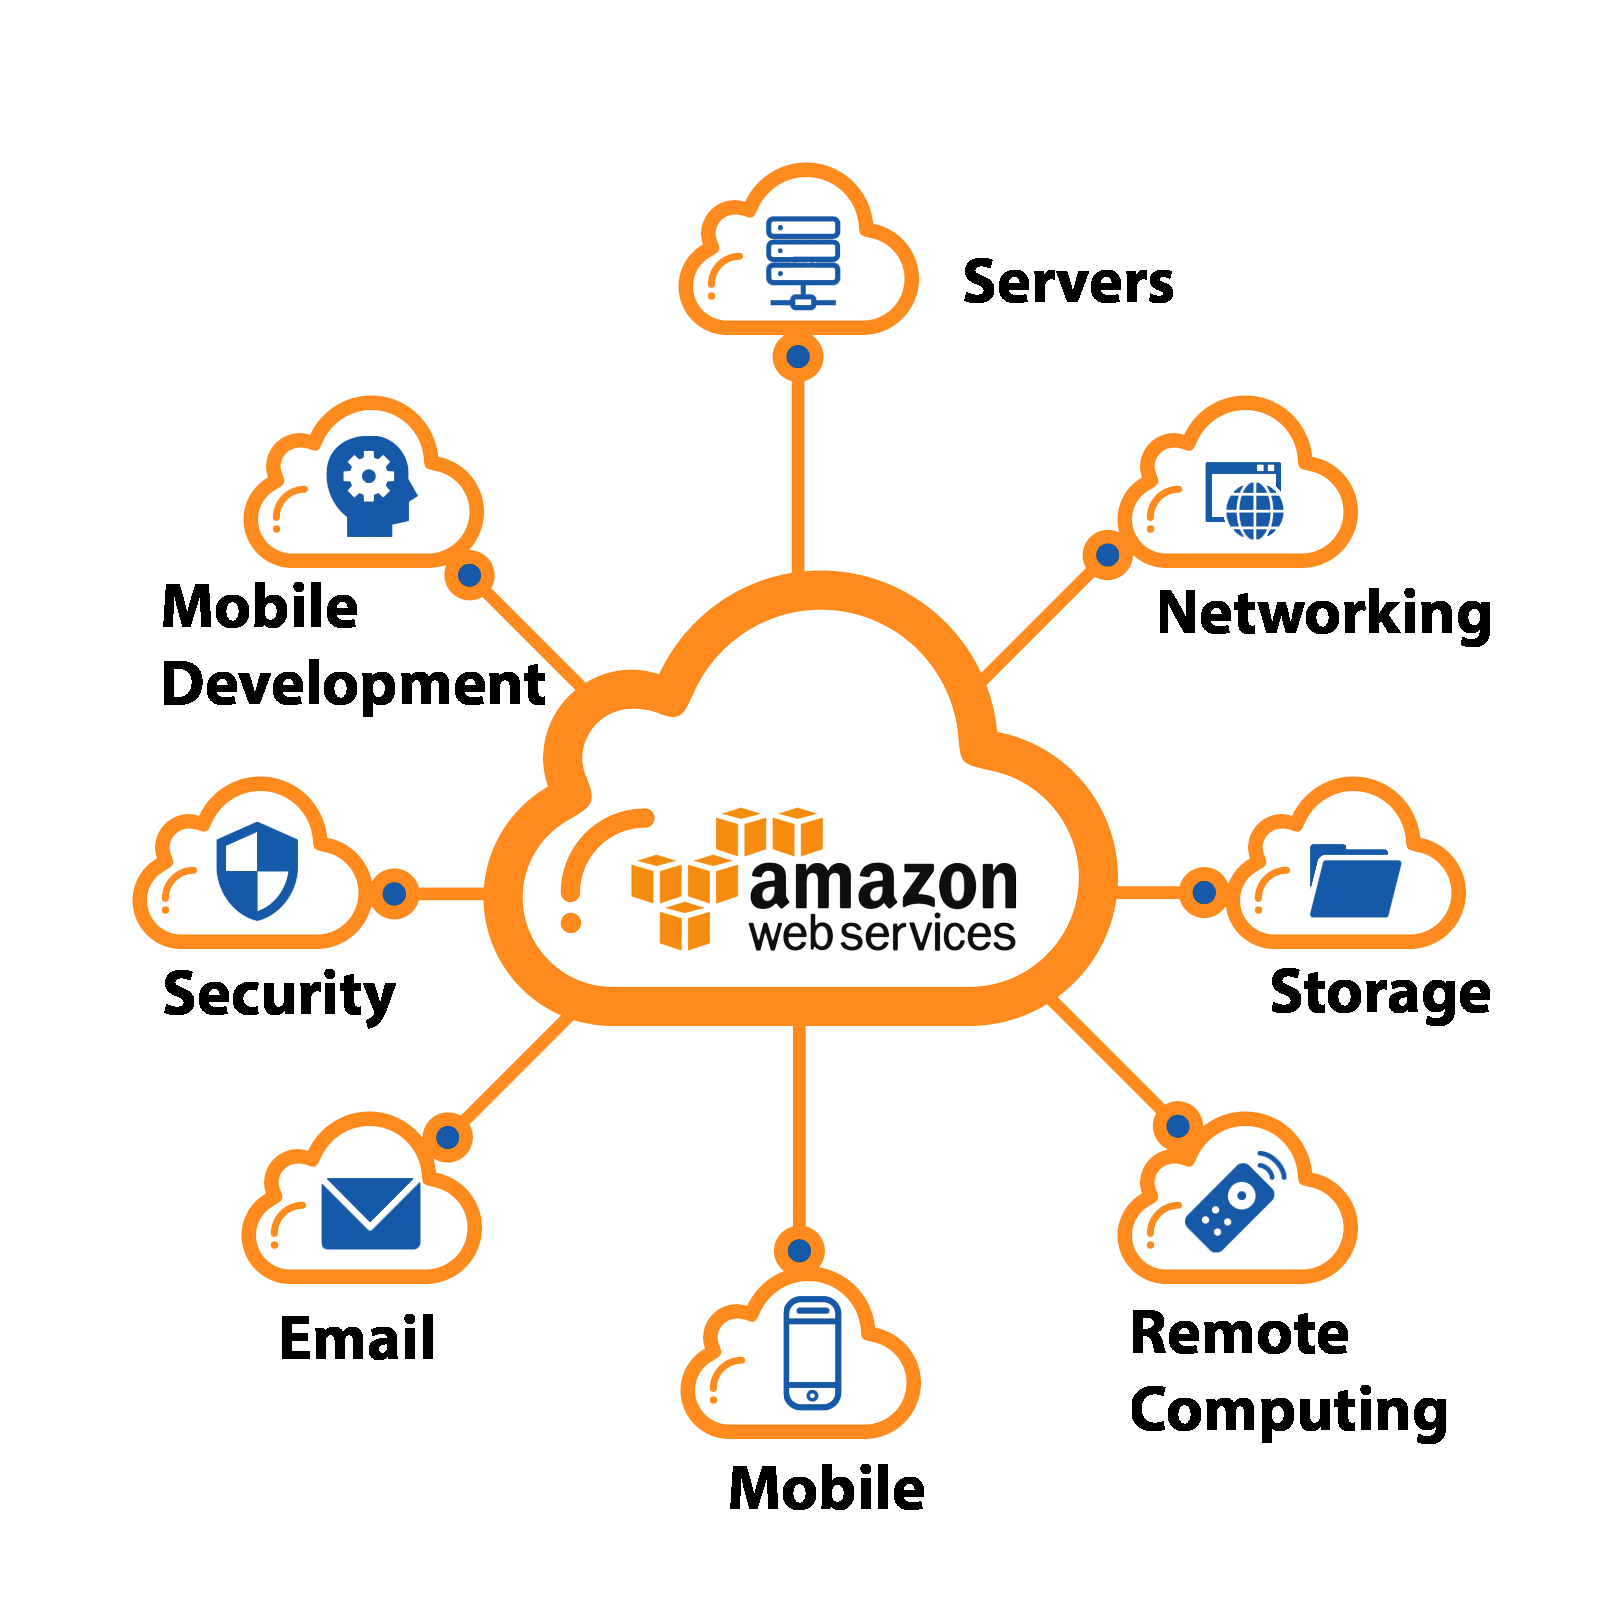 Servers
Mobile
Development
Networking
amazon
web services
Security
Storage
Email
Remote
Computing
Mobile